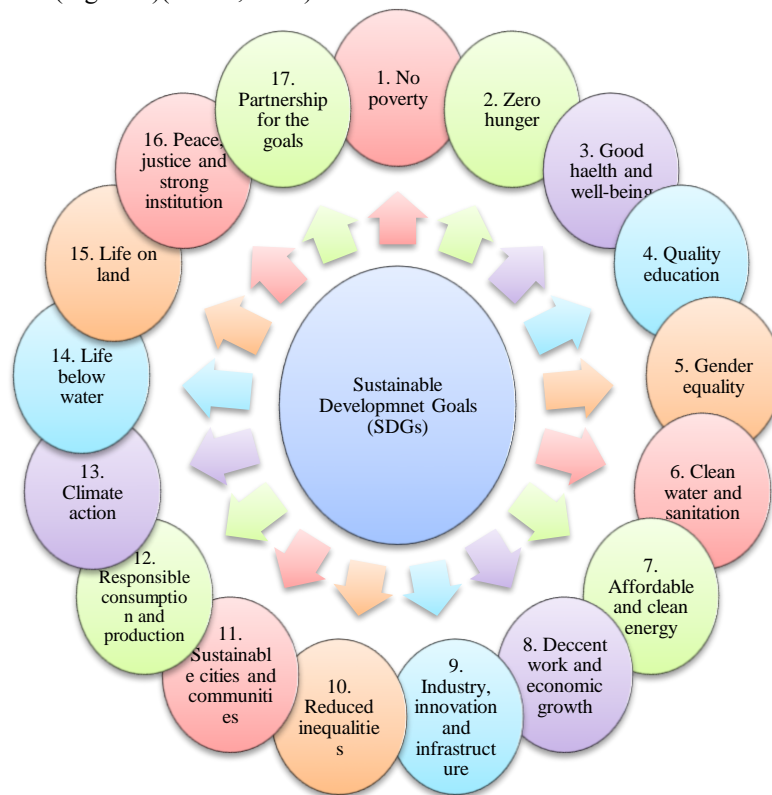 1. No
poverty
2. Zero
hunger
3. Good
haelth and
well-being
4. Quality
education
5. Gender
equality
6. Clean
water and
sanitation
7.
Affordable
and clean
energy
8. Deccent
work and
economic
growth
9.
Industry,
innovation
and
infrastruct
ure
10.
Reduced
inequalitie
s
11.
Sustainabl
e cities and
communiti
es
12.
Responsible
consumptio
n and
production
13.
Climate
action
14. Life
below
water
15. Life on
land
16. Peace,
justice and
strong
institution
17.
Partnership
for the
goals
Sustainable
Developmnet Goals
(SDGs)